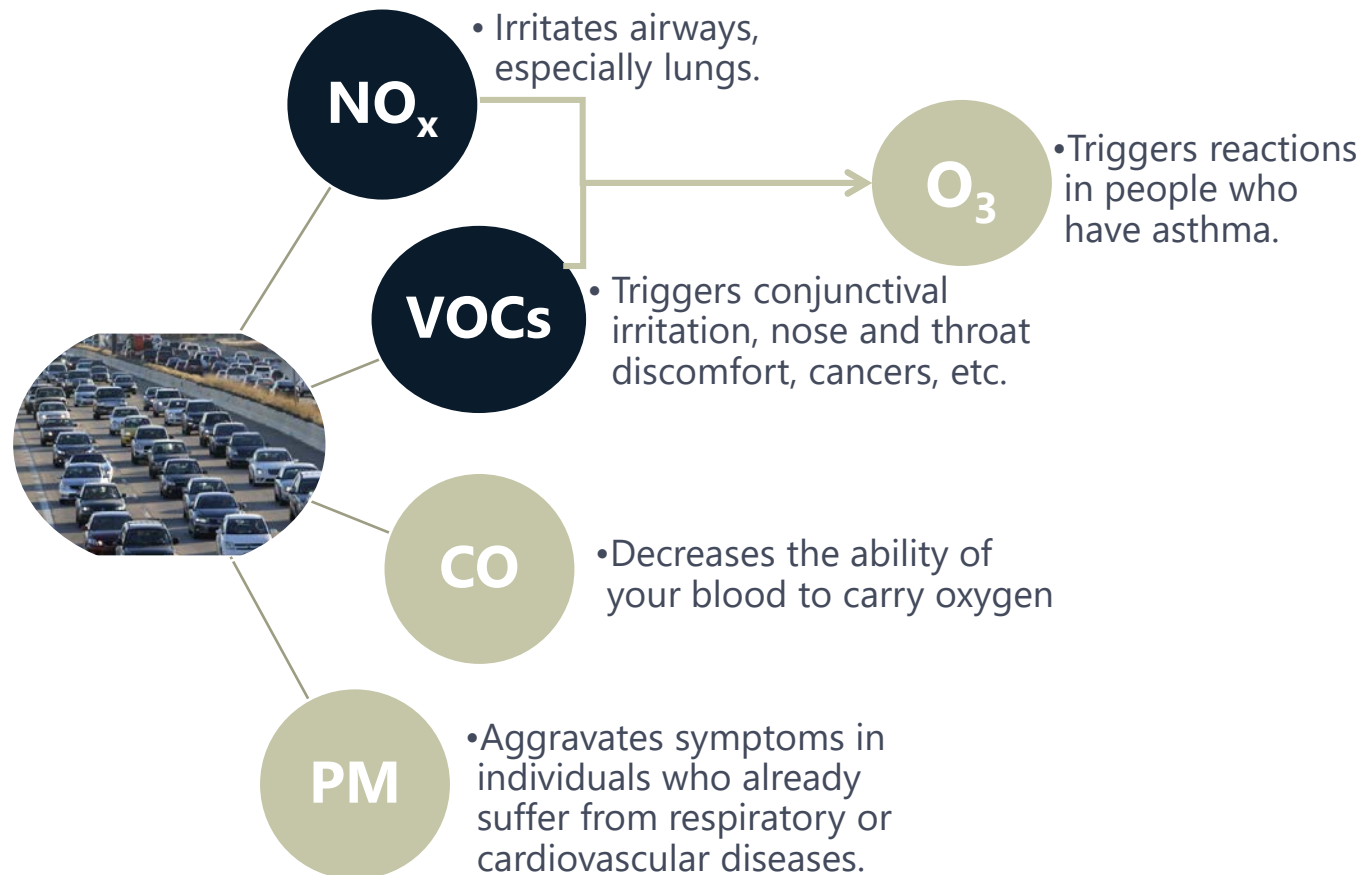 NOx
• Irritates airways,
especially lungs.
O3
•Triggers reactions
in people who
have asthma.
VOCs
• Triggers conjunctival
irritation, nose and throat
discomfort, cancers, etc.
CO
•Decreases the ability of
your blood to carry oxygen
PM
•Aggravates symptoms in
individuals who already
suffer from respiratory or
cardiovascular diseases.